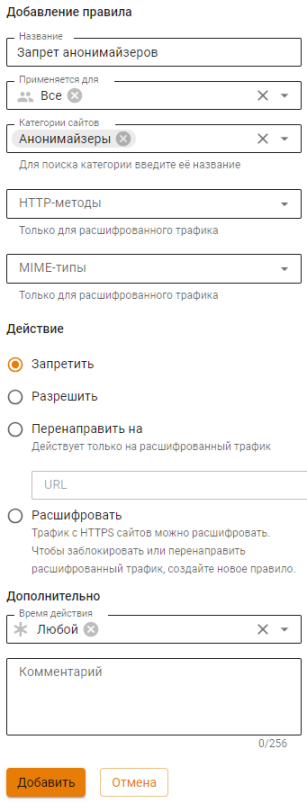 Добавление правила
Название
Запрет анонимайзеров
Применяется для
Все
Категории сайтов
Анонимайзеры
Для поиска категории введите её название
HTTP-методы
Только для расшифрованного трафика
MIME-типы
Только для расшифрованного трафика
Действие
Запретить
Разрешить
Перенаправить на
Действует только на расшифрованный трафик
URL
Расшифровать
Трафик с HTTPS сайтов можно расшифровать.
Чтобы заблокировать или перенаправить
расшифрованный трафик, создайте новое правило.
Дополнительно
Время действия
Любой
Комментарий
0/256
Добавить Отмена